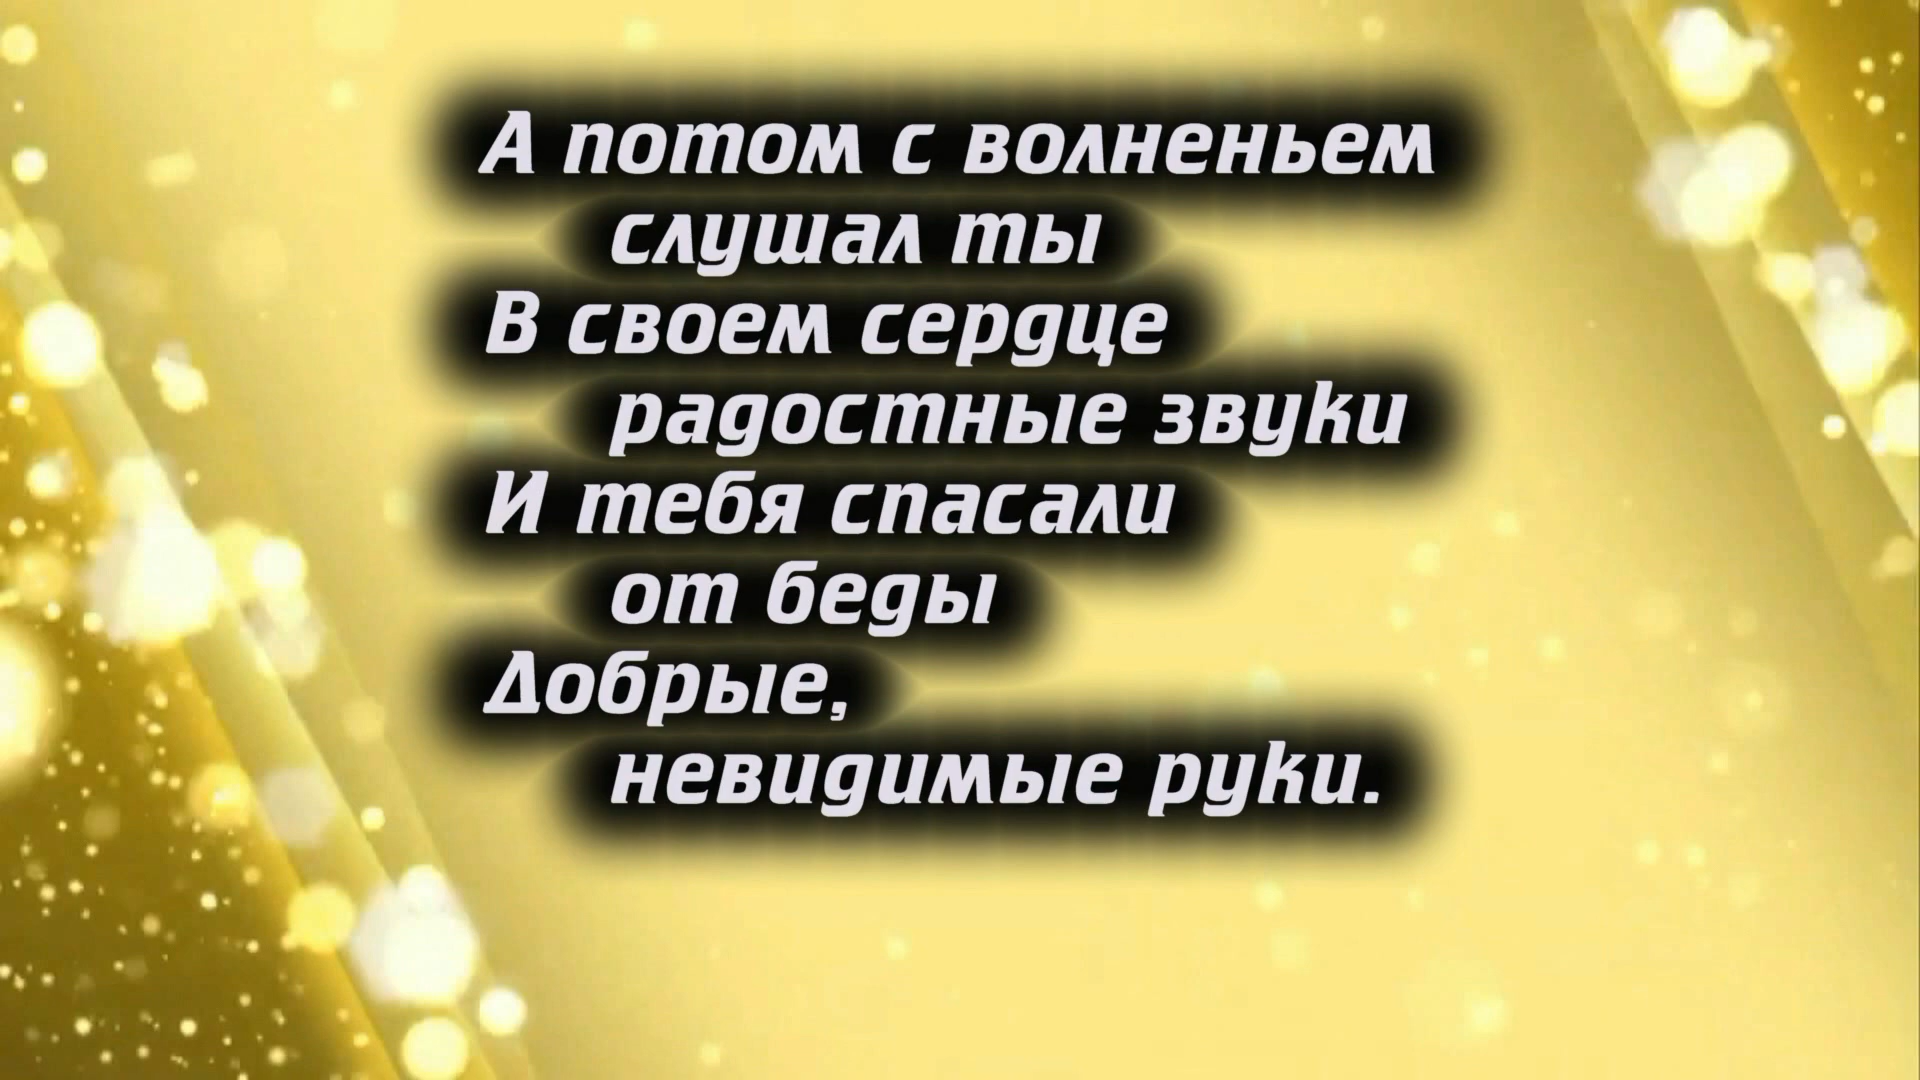 А потом с волненьем
слушал ты
В своем сердце
радостные звуки
И тебя спасали
от беды
Добрые,
невидимые руки.